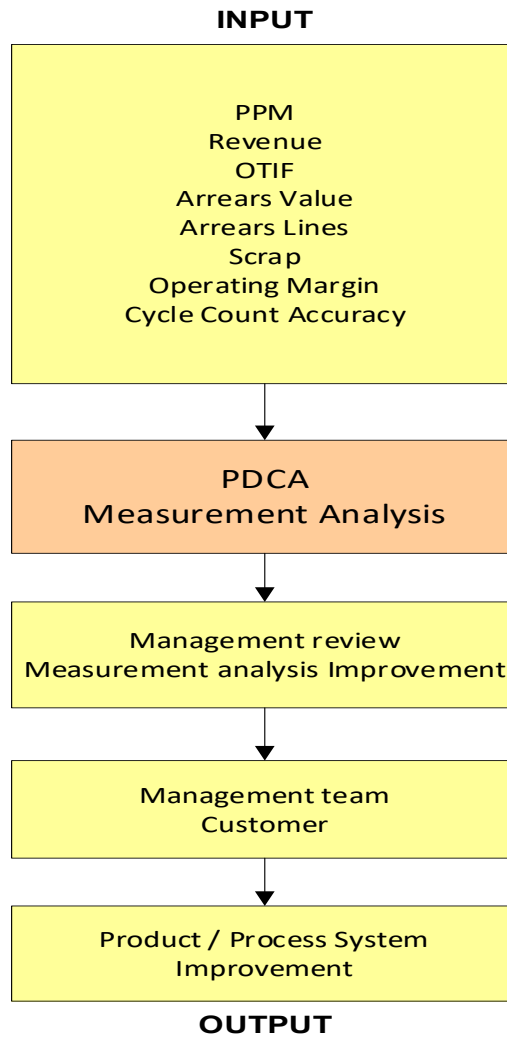 INPUT
PPM
Revenue
OTIF
Arrears Value
Arrears Lines
Scrap
Operating Margin
Cycle Count Accuracy
PDCA
Measurement Analysis
Management review
Measurement analysis Improvement
Management team
Customer
Product / Process System
Improvement
OUTPUT